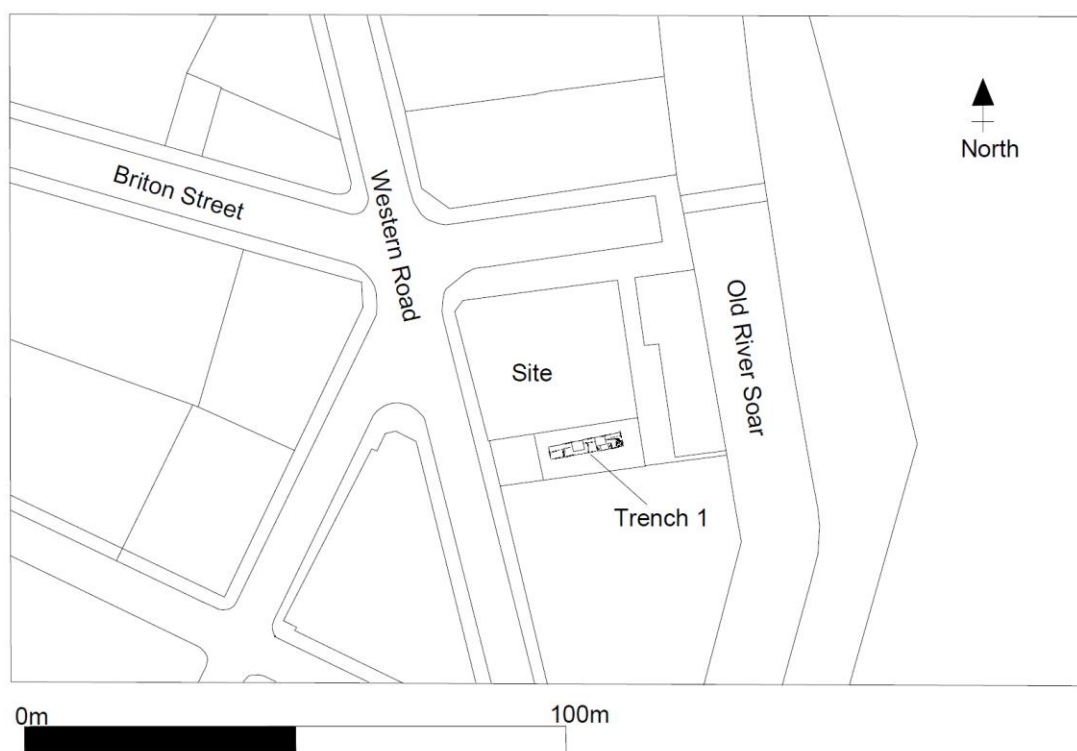 North
Briton Street
Western Road
Old River Soar
Site
Trench 1
0m
100m